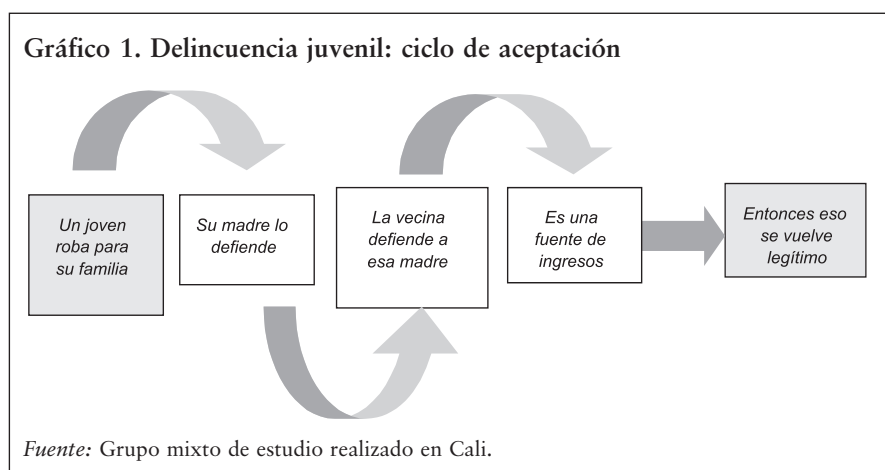 Gráfico 1. Delincuencia juvenil: ciclo de aceptación
Un joven
roba para
su familia
Su madre lo
defiende
La vecina
defiende a
esa madre
Es una
fuente de
ingresos
Entonces eso
se vuelve
legítimo
Fuente: Grupo mixto de estudio realizado en Cali.